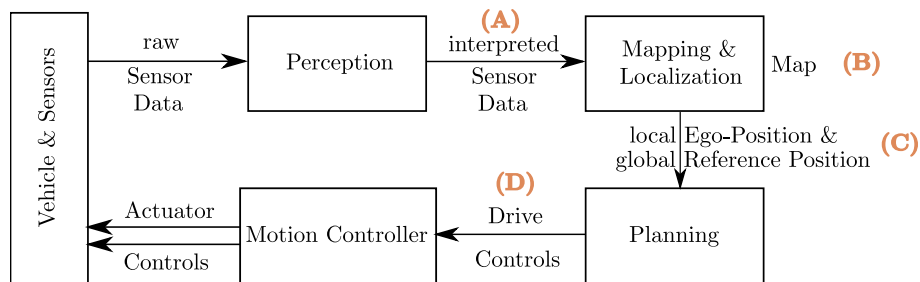 Vehicle & Sensors
raw
Sensor
Data
Perception
(A)
interpreted
Sensor
Data
Mapping &
Localization
Map
(B)
local Ego-Position &
global Reference Position
(C)
Planning
(D)
Drive
Controls
Motion Controller
Actuator
Controls